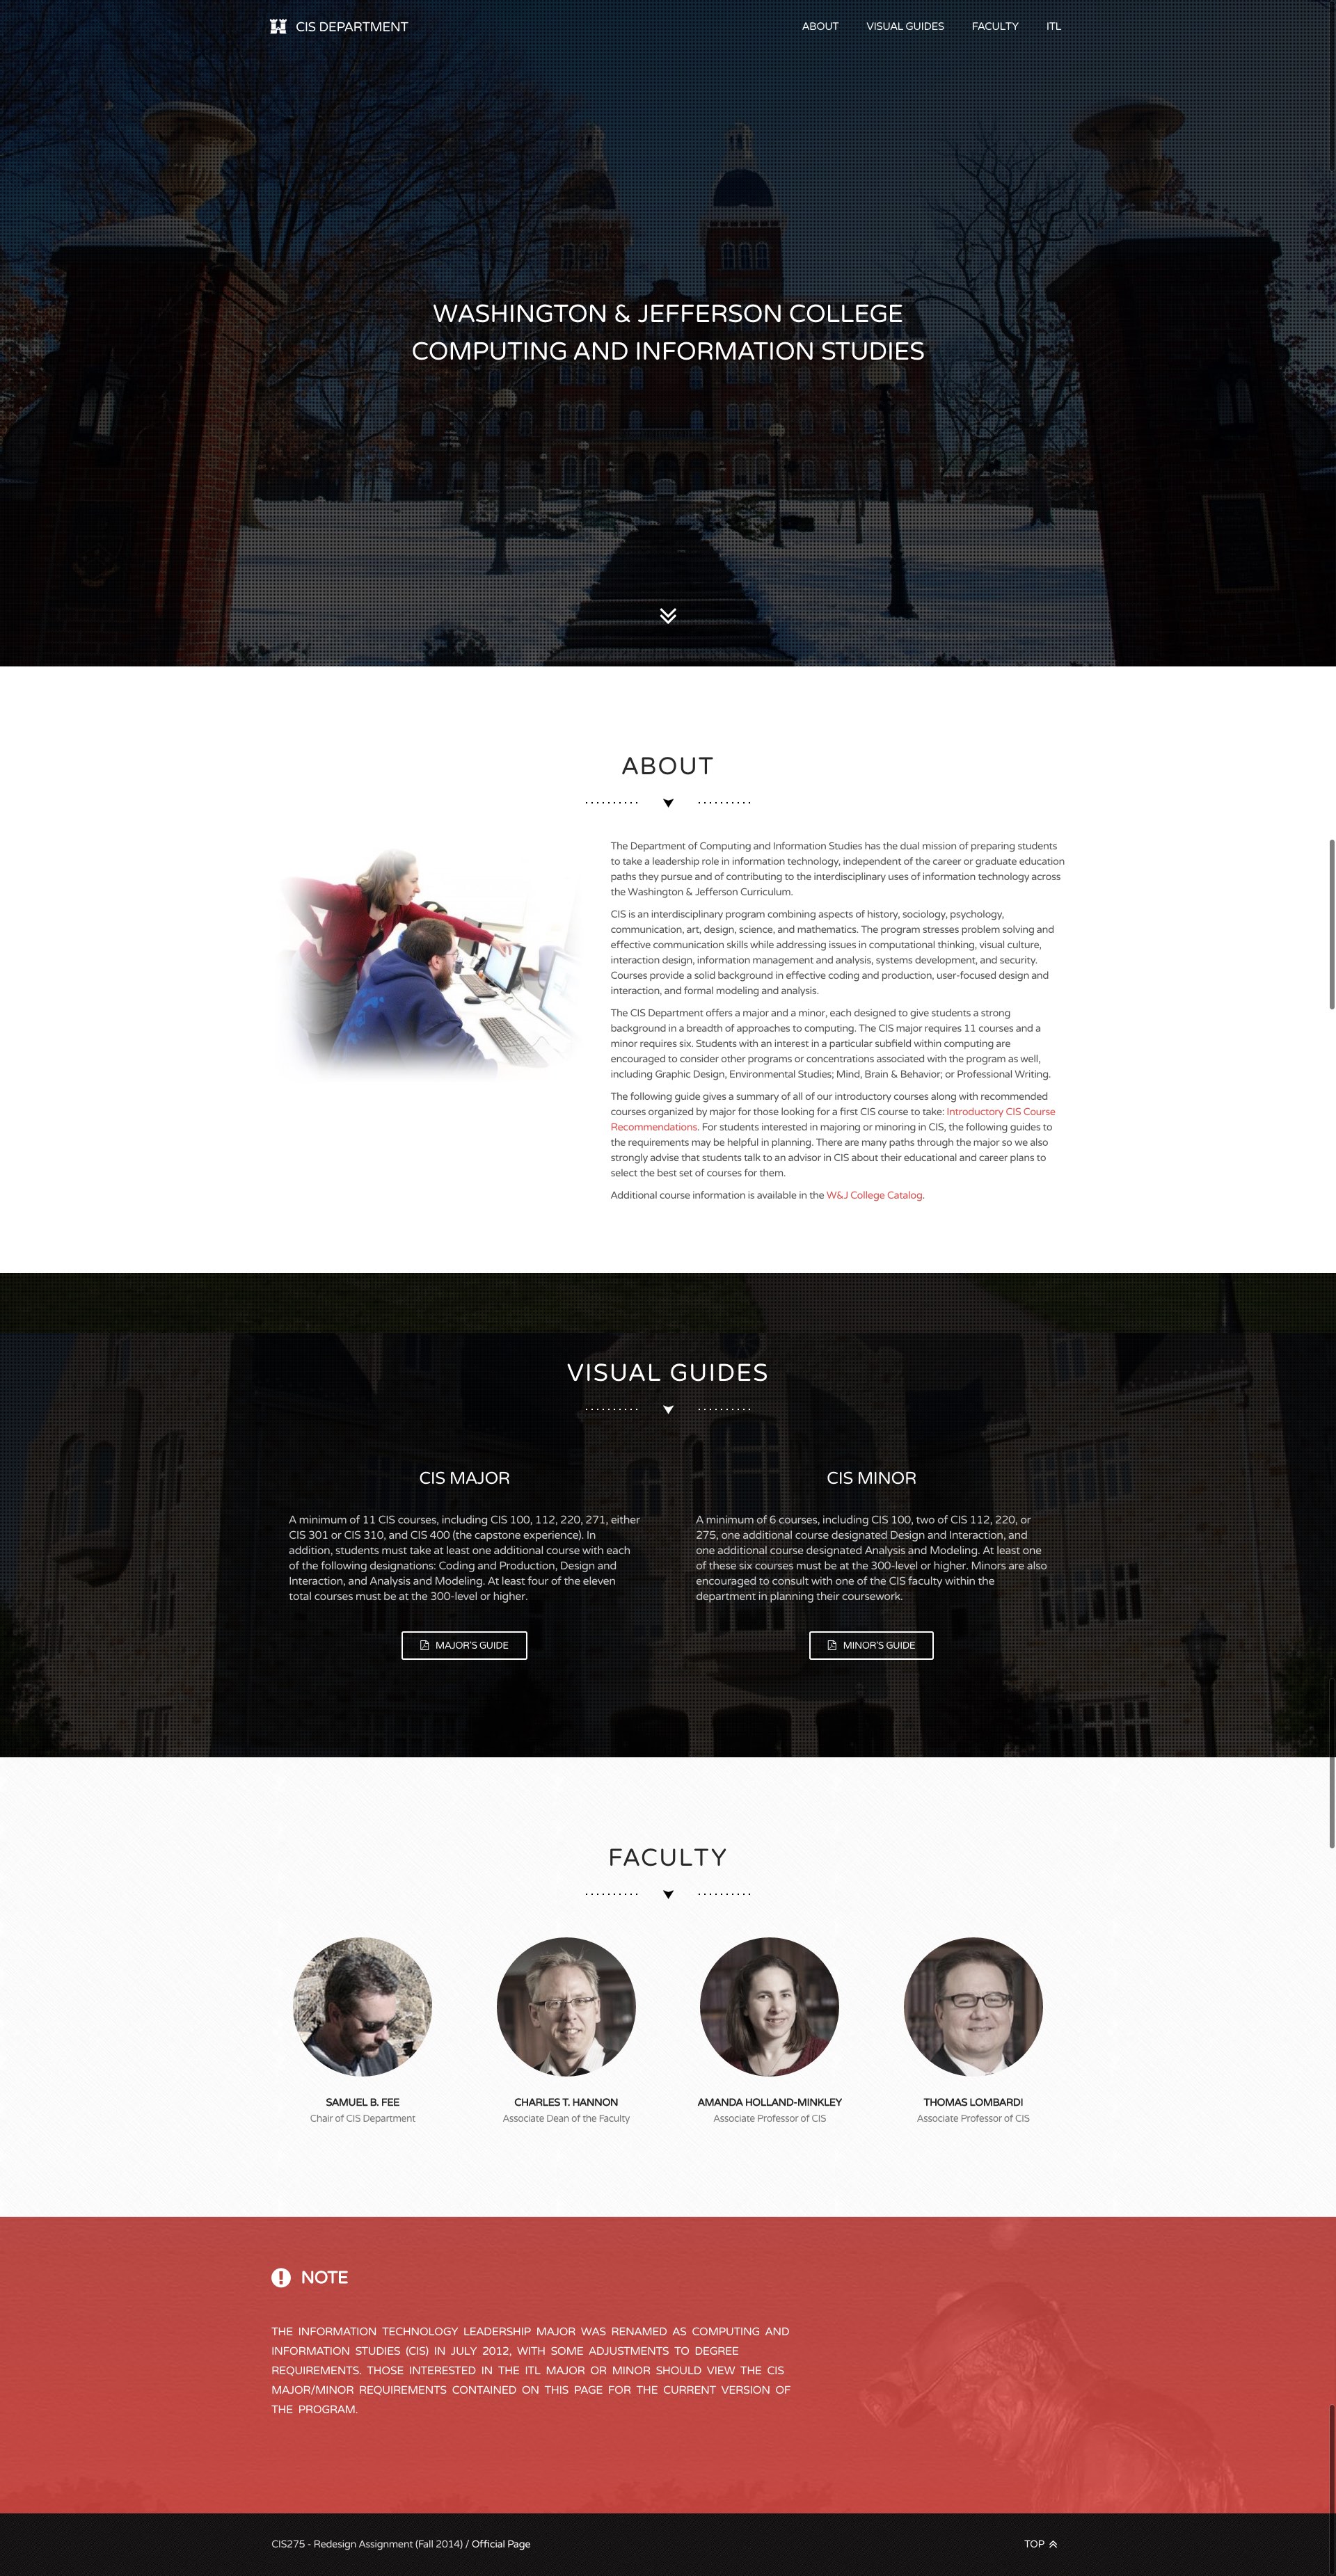 CIS DEPARTMENT
ABOUT VISUAL GUIDES FACULTY ITL
WASHINGTON & JEFFERSON COLLEGE
COMPUTING AND INFORMATION STUDIES
ABOUT
The Department of Computing and Information Studies has the dual mission of preparing students
to take a leadership role in information technology, independent of the career or graduate education
paths they pursue and of contributing to the interdisciplinary uses of information technology across
the Washington & Jefferson Curriculum.
CIS is an interdisciplinary program combining aspects of history, sociology, psychology,
communication, art, design, science, and mathematics. The program stresses problem solving and
effective communication skills while addressing issues in computational thinking, visual culture,
interaction design, information management and analysis, systems development, and security.
Courses provide a solid background in effective coding and production, user-focused design and
interaction, and formal modeling and analysis.
The CIS Department offers a major and a minor, each designed to give students a strong
background in a breadth of approaches to computing. The CIS major requires 11 courses and a
minor requires six. Students with an interest in a particular subfield within computing are
encouraged to consider other programs or concentrations associated with the program as well,
including Graphic Design, Environmental Studies; Mind, Brain & Behavior; or Professional Writing.
The following guide gives a summary of all of our introductory courses along with recommended
courses organized by major for those looking for a first CIS course to take: Introductory CIS Course
Recommendations. For students interested in majoring or minoring in CIS, the following guides to
the requirements may be helpful in planning. There are many paths through the major so we also
strongly advise that students talk to an advisor in CIS about their educational and career plans to
select the best set of courses for them.
Additional course information is available in the W&J College Catalog.
VISUAL GUIDES
CIS MAJOR
A minimum of 11 CIS courses, including CIS 100, 112, 220, 271, either
CIS 301 or CIS 310, and CIS 400 (the capstone experience). In
addition, students must take at least one additional course with each
of the following designations: Coding and Production, Design and
Interaction, and Analysis and Modeling. At least four of the eleven
total courses must be at the 300-level or higher.
MAJOR'S GUIDE
CIS MINOR
A minimum of 6 courses, including CIS 100, two of CIS 112, 220, or
275, one additional course designated Design and Interaction, and
one additional course designated Analysis and Modeling. At least one
of these six courses must be at the 300-level or higher. Minors are also
encouraged to consult with one of the CIS faculty within the
department in planning their coursework.
MINOR'S GUIDE
FACULTY
SAMUEL B. FEE
Chair of CIS Department
CHARLES T. HANNON
Associate Dean of the Faculty
AMANDA HOLLAND-MINKLEY
Associate Professor of CIS
THOMAS LOMBARDI
Associate Professor of CIS
NOTE
THE INFORMATION TECHNOLOGY LEADERSHIP MAJOR WAS RENAMED AS COMPUTING AND
INFORMATION STUDIES (CIS) IN JULY 2012, WITH SOME ADJUSTMENTS TO DEGREE
REQUIREMENTS. THOSE INTERESTED IN THE ITL MAJOR OR MINOR SHOULD VIEW THE CIS
MAJOR/MINOR REQUIREMENTS CONTAINED ON THIS PAGE FOR THE CURRENT VERSION OF
THE PROGRAM.
CIS275 - Redesign Assignment (Fall 2014) / Official Page
TOP